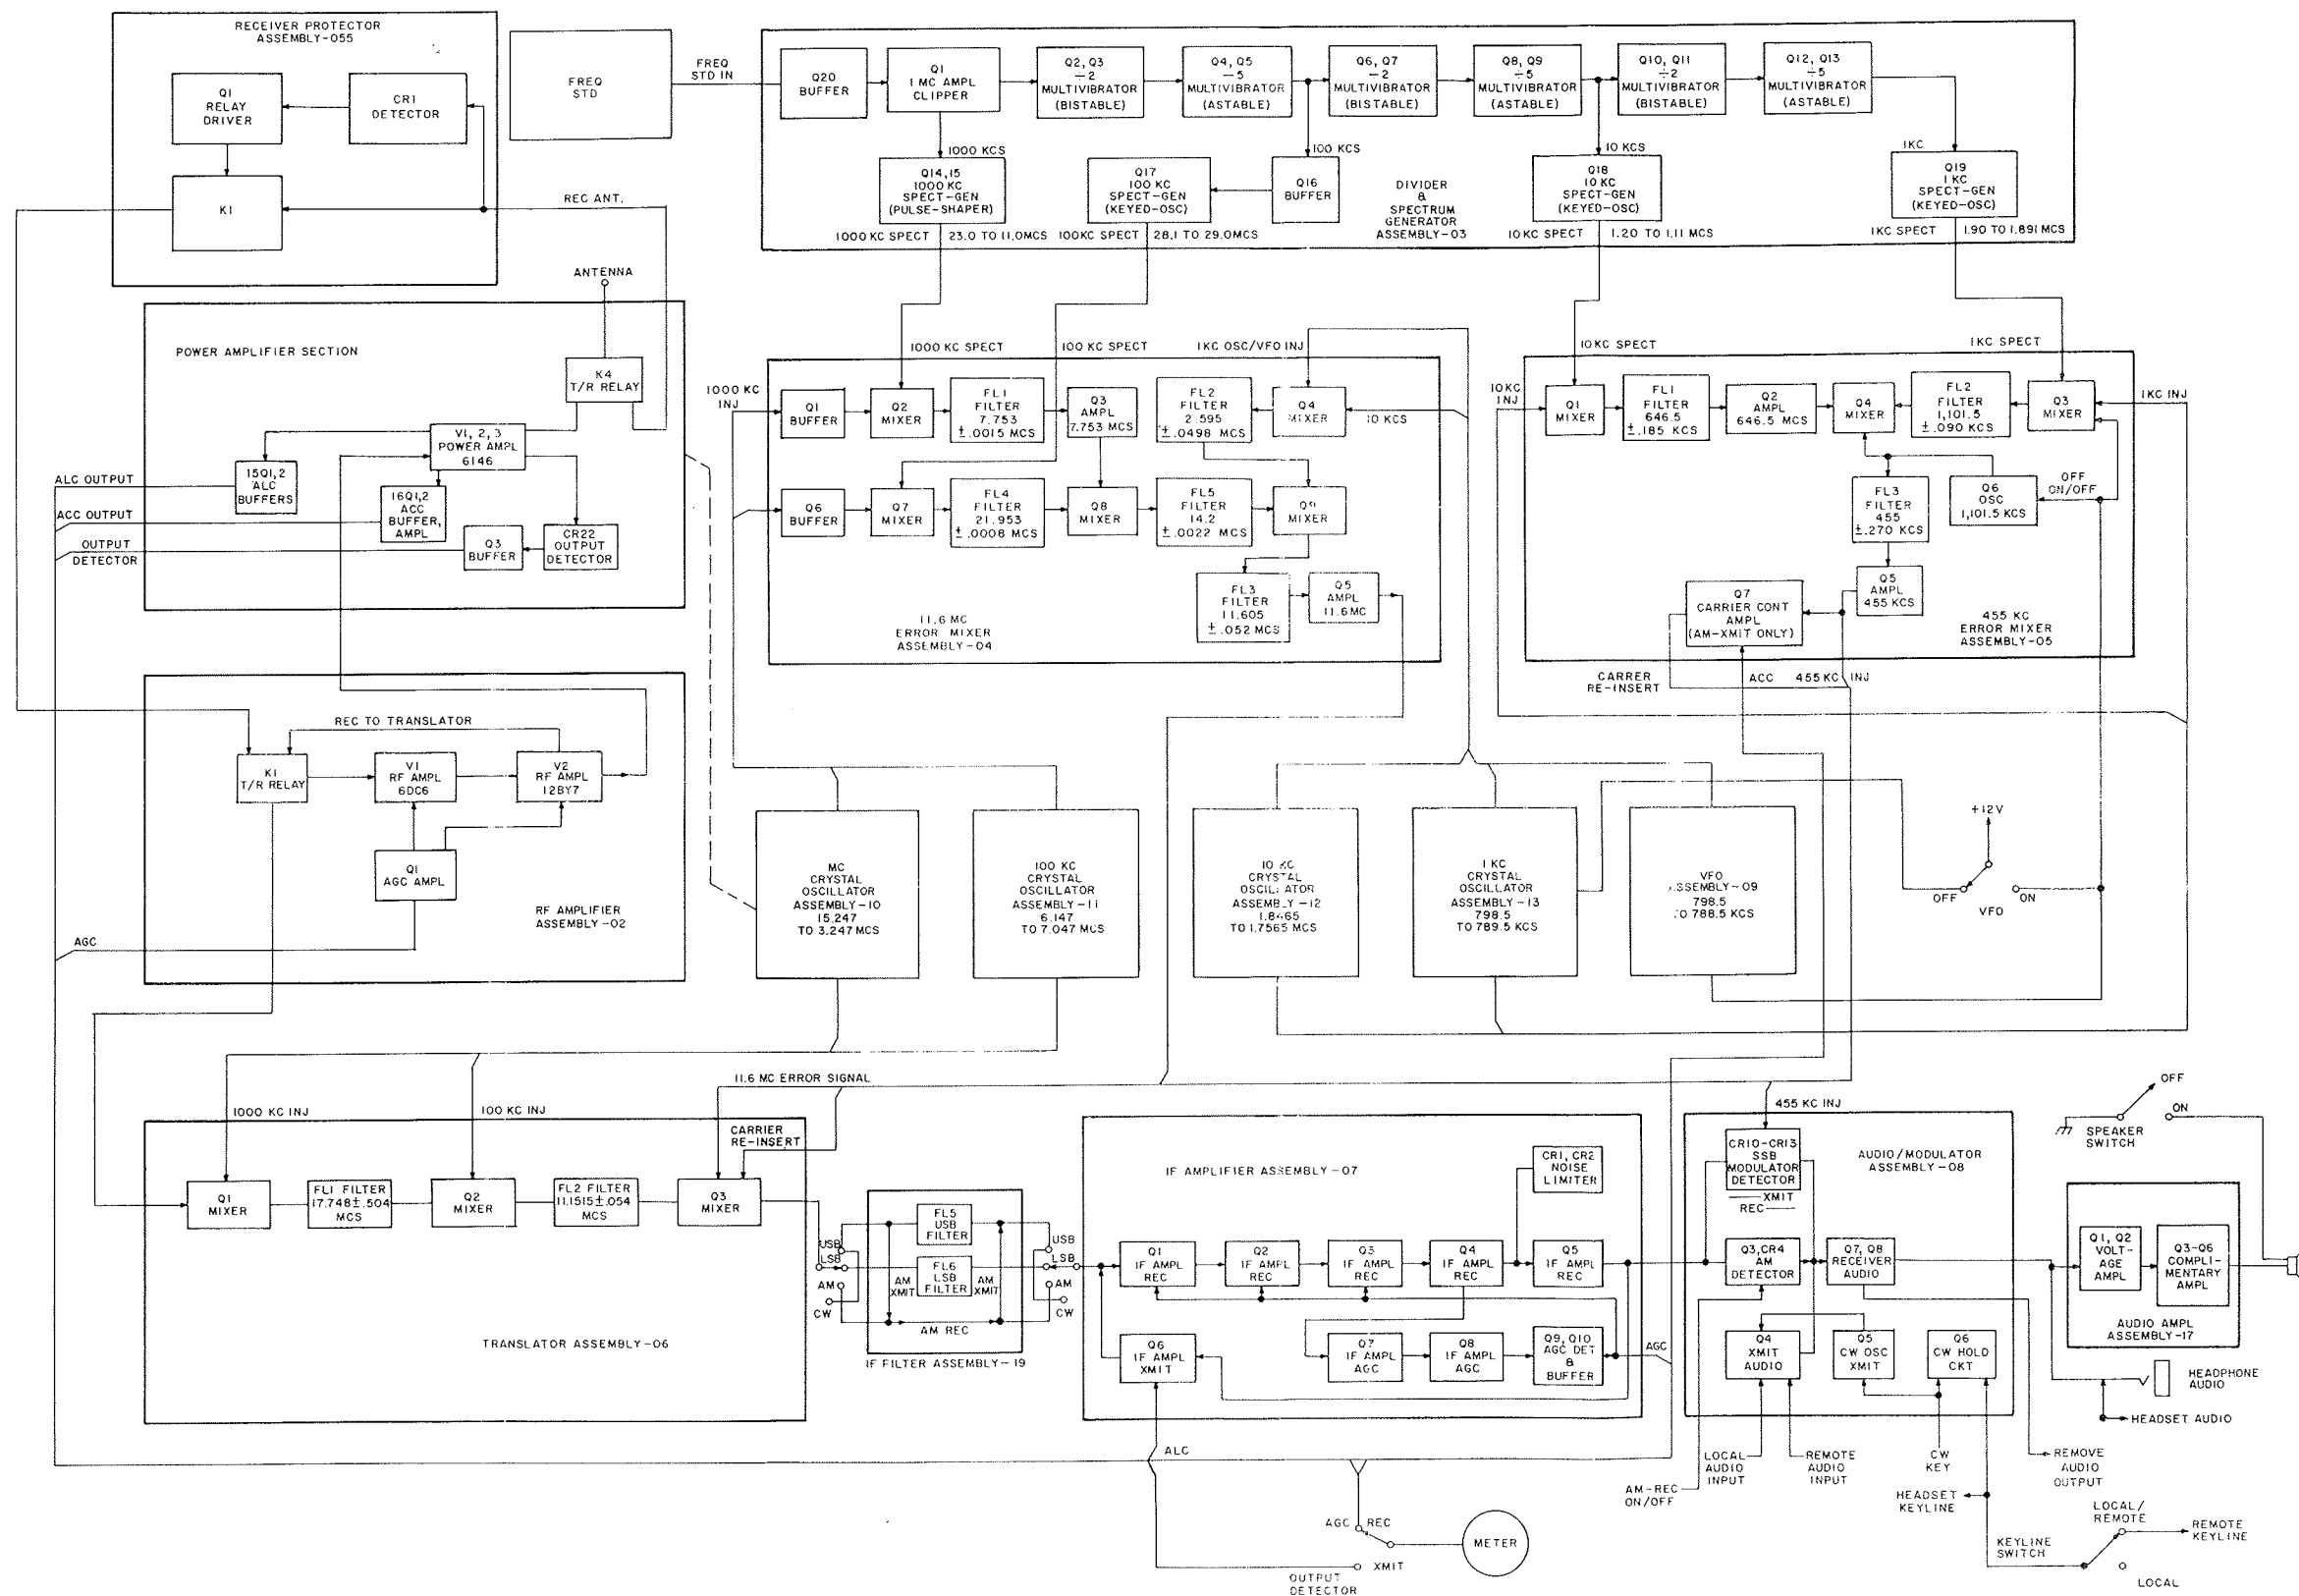 RECEIVER PROTECTOR
ASSEMBLY-055
Q1
RELAY
DRIVER
CR1
DETECTOR
K1
REC ANT.
FREQ
STD
FREQ
STD IN
Q20
BUFFER
Q1
1 MC AMPL
CLIPPER
Q2, Q3
÷2
MULTIVIBRATOR
(BISTABLE)
Q4, Q5
÷5
MULTIVIBRATOR
(ASTABLE)
Q6, Q7
÷2
MULTIVIBRATOR
(BISTABLE)
Q8, Q9
÷5
MULTIVIBRATOR
(ASTABLE)
Q10, Q11
÷2
MULTIVIBRATOR
(BISTABLE)
Q12, Q13
÷5
MULTIVIBRATOR
(ASTABLE)
1000 KCS
100 KCS
10 KCS
1KC
Q14,15
1000 KC
SPECT-GEN
(PULSE-SHAPER)
Q17
100 KC
SPECT-GEN
(KEYED-OSC)
Q16
BUFFER
DIVIDER
&
SPECTRUM
GENERATOR
ASSEMBLY-03
Q18
10 KC
SPECT-GEN
(KEYED-OSC)
Q19
1 KC
SPECT-GEN
(KEYED-OSC)
1000 KC SPECT
23.0 TO 11.0MCS
100KC SPECT
28.1 TO 29.0MCS
10KC SPECT
1.20 TO 1.11 MCS
1KC SPECT
1.90 TO 1.891 MCS
ANTENNA
POWER AMPLIFIER SECTION
K4
T/R RELAY
V1, 2, 3
POWER AMPL
6146
15Q1,2
ALC
BUFFERS
16Q1,2
ACC
BUFFER,
AMPL
Q3
BUFFER
CR22
OUTPUT
DETECTOR
ALC OUTPUT
ACC OUTPUT
OUTPUT
DETECTOR
1000 KC SPECT
100 KC SPECT
1KC OSC/VFO INJ
1000 KC
INJ
Q1
BUFFER
Q2
MIXER
FL1
FILTER
7.753
±.0015 MCS
Q3
AMPL
7.753 MCS
FL2
FILTER
2.595
±.0498 MCS
Q4
MIXER
10 KCS
Q6
BUFFER
Q7
MIXER
FL4
FILTER
21.953
±.0008 MCS
Q8
MIXER
FL5
FILTER
14.2
±.0022 MCS
Q9
MIXER
FL3
FILTER
11.605
±.052 MCS
Q5
AMPL
11.6MC
11.6 MC
ERROR MIXER
ASSEMBLY-04
10KC SPECT
1KC SPECT
10KC
INJ
Q1
MIXER
FL1
FILTER
646.5
±.185 KCS
Q2
AMPL
646.5 MCS
Q4
MIXER
FL2
FILTER
1,101.5
±.090 KCS
Q3
MIXER
1KC INJ
FL3
FILTER
455
±.270 KCS
Q6
OSC
1,101.5 KCS
OFF
ON/OFF
Q5
AMPL
455 KCS
Q7
CARRIER CONT
AMPL
(AM-XMIT ONLY)
455 KC
ERROR MIXER
ASSEMBLY-05
CARRER
RE-INSERT
ACC
455 KC INJ
REC TO TRANSLATOR
K1
T/R RELAY
V1
RF AMPL
6DC6
V2
RF AMPL
12BY7
Q1
AGC AMPL
RF AMPLIFIER
ASSEMBLY-02
AGC
MC
CRYSTAL
OSCILLATOR
ASSEMBLY-10
15.247
TO 3.247 MCS
100 KC
CRYSTAL
OSCILLATOR
ASSEMBLY-11
6.147
TO 7.047 MCS
10 KC
CRYSTAL
OSCILLATOR
ASSEMBLY-12
1.8465
TO 1.7565 MCS
1 KC
CRYSTAL
OSCILLATOR
ASSEMBLY-13
798.5
TO 789.5 KCS
VFO
ASSEMBLY-09
798.5
TO 788.5 KCS
+12V
OFF
ON
VFO
11.6 MC ERROR SIGNAL
1000 KC INJ
100 KC INJ
CARRIER
RE-INSERT
Q1
MIXER
FL1 FILTER
17.748±.504
MCS
Q2
MIXER
FL2 FILTER
11.1515±.054
MCS
Q3
MIXER
TRANSLATOR ASSEMBLY-06
USB
LSB
AM
CW
FL5
USB
FILTER
FL6
LSB
FILTER
AM
XMIT
AM
XMIT
AM REC
USB
LSB
AM
CW
IF FILTER ASSEMBLY-19
IF AMPLIFIER ASSEMBLY-07
CR1, CR2
NOISE
LIMITER
Q1
IF AMPL
REC
Q2
IF AMPL
REC
Q3
IF AMPL
REC
Q4
IF AMPL
REC
Q5
IF AMPL
REC
Q6
IF AMPL
XMIT
Q7
IF AMPL
AGC
Q8
IF AMPL
AGC
Q9, Q10
AGC DET
&
BUFFER
AGC
455 KC INJ
CR10-CR13
SSB
MODULATOR
DETECTOR
XMIT
REC
AUDIO/MODULATOR
ASSEMBLY-08
Q3,CR4
AM
DETECTOR
Q7, Q8
RECEIVER
AUDIO
Q4
XMIT
AUDIO
Q5
CW OSC
XMIT
Q6
CW HOLD
CKT
OFF
ON
SPEAKER
SWITCH
Q1, Q2
VOLT-
AGE
AMPL
Q3-Q6
COMPLI-
MENTARY
AMPL
AUDIO AMPL
ASSEMBLY-17
HEADPHONE
AUDIO
HEADSET AUDIO
ALC
LOCAL
AUDIO
INPUT
REMOTE
AUDIO
INPUT
CW
KEY
REMOVE
AUDIO
OUTPUT
AM-REC
ON/OFF
HEADSET
KEYLINE
LOCAL/
REMOTE
REMOTE
KEYLINE
KEYLINE
SWITCH
LOCAL
AGC
REC
METER
XMIT
OUTPUT
DETECTOR